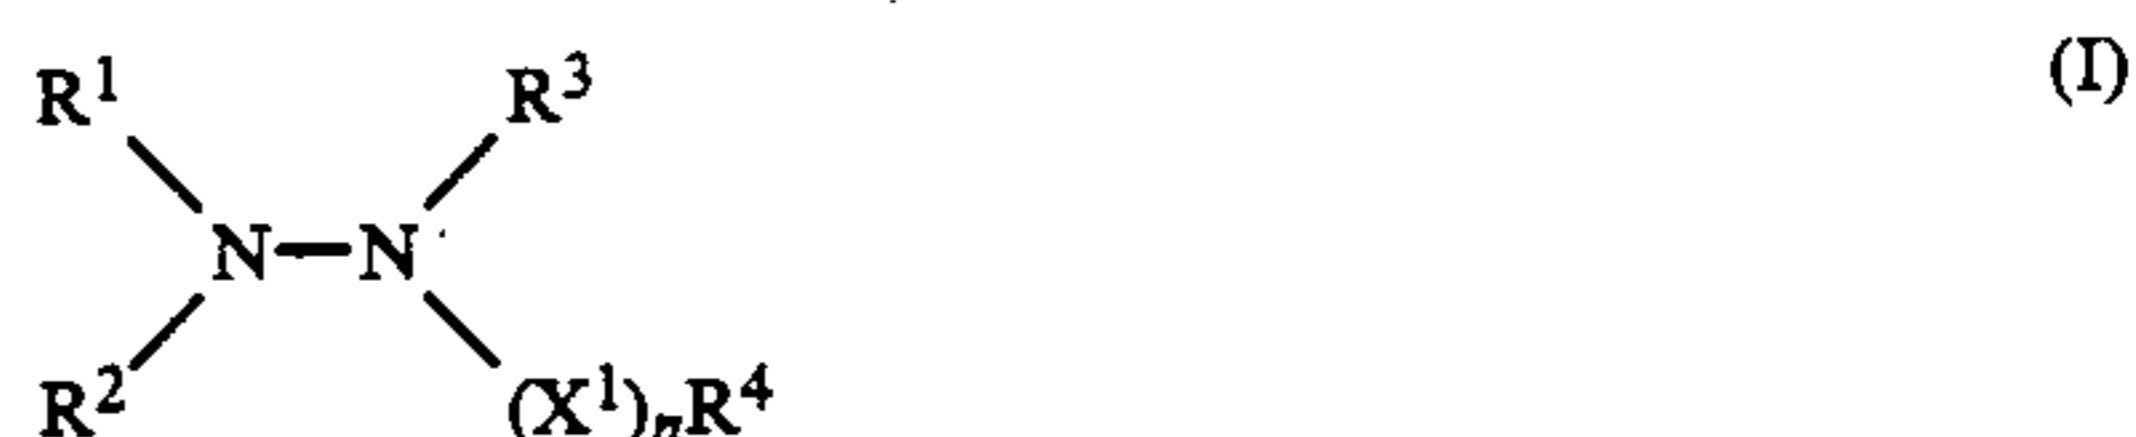 R¹ R³ (I)
N—N
R² (X¹)ₙR⁴